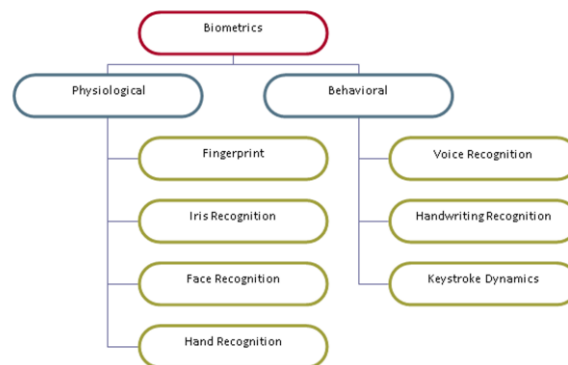 Biometrics
Physiological
Behavioral
Fingerprint
Voice Recognition
Iris Recognition
Handwriting Recognition
Face Recognition
Keystroke Dynamics
Hand Recognition